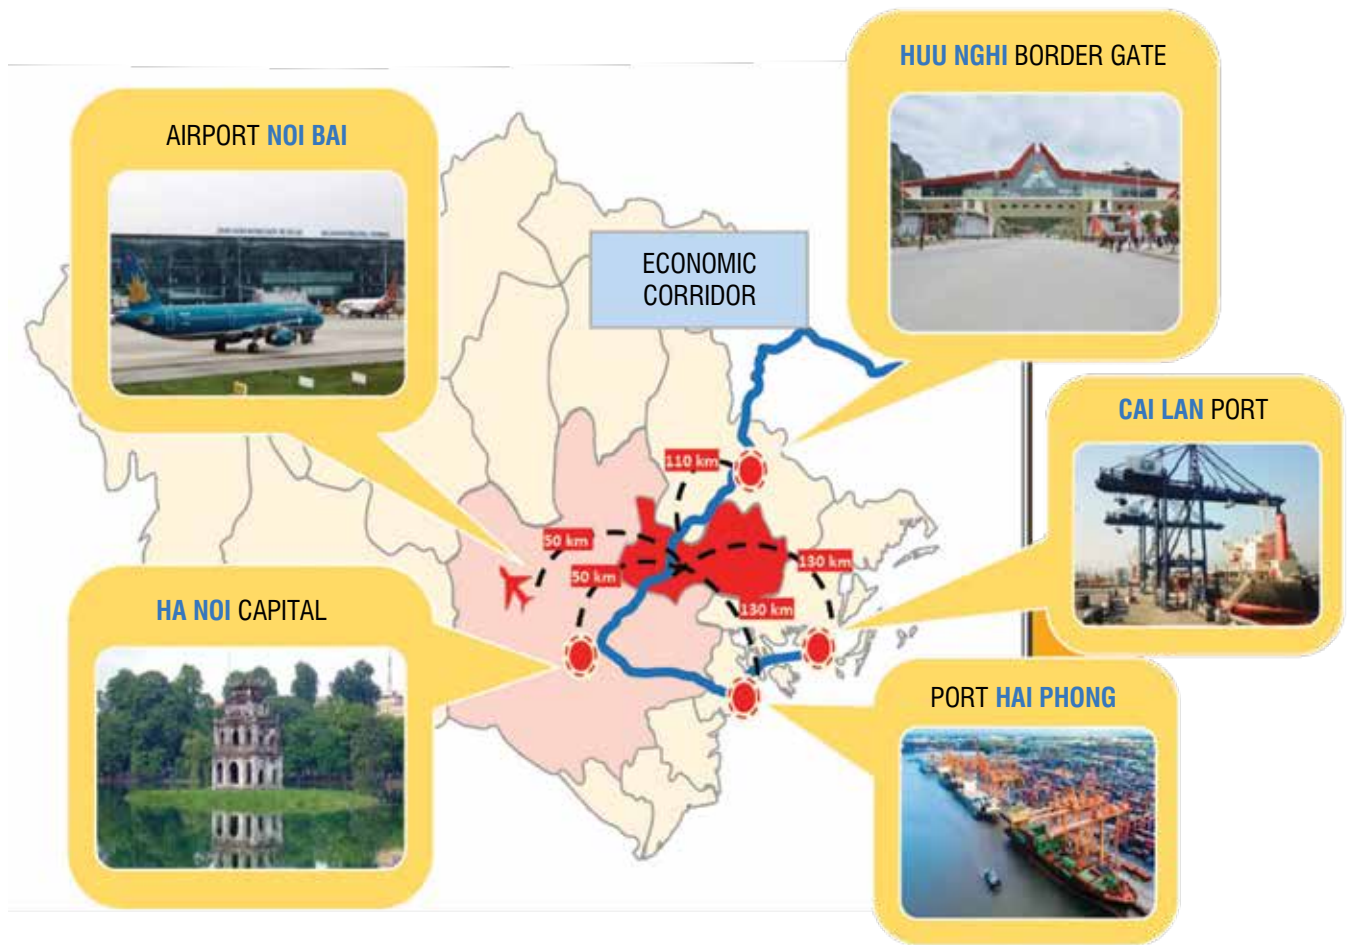 HUU NGHI BORDER GATE
AIRPORT NOI BAI
ECONOMIC
CORRIDOR
CAI LAN PORT
110 km
50 km
130 km
50 km
130 km
HA NOI CAPITAL
PORT HAI PHONG